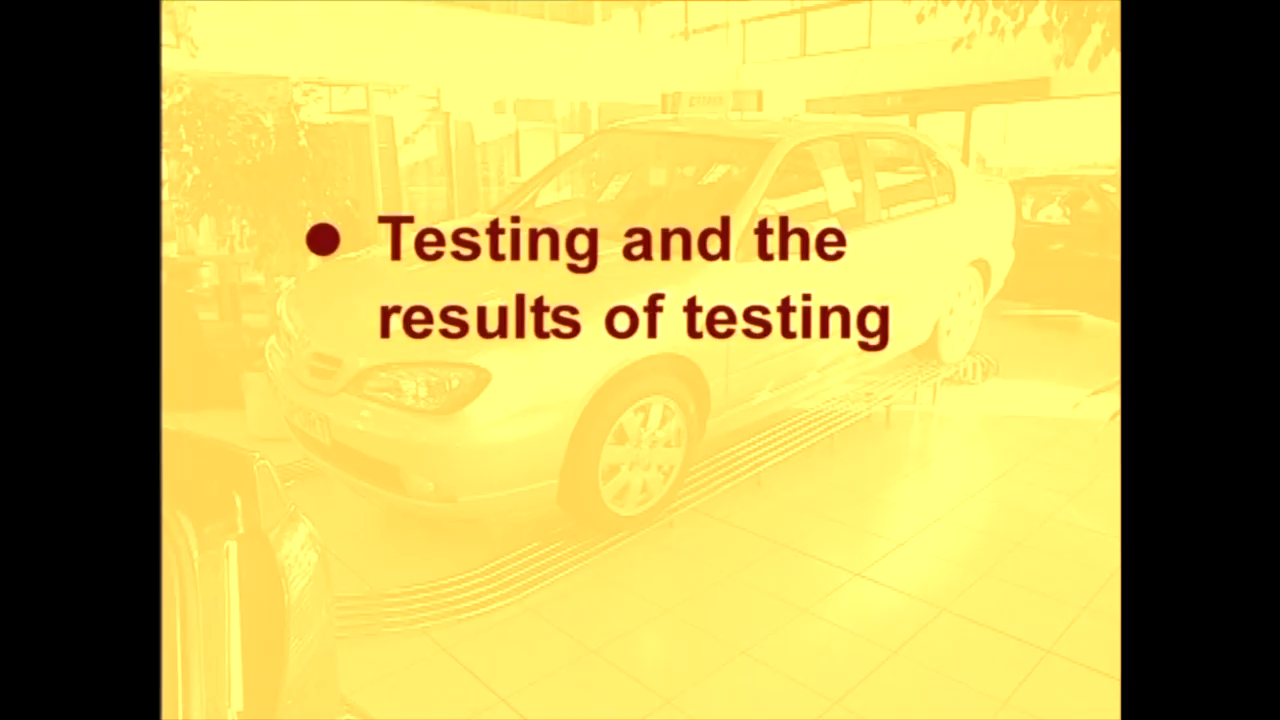 ● Testing and the
results of testing